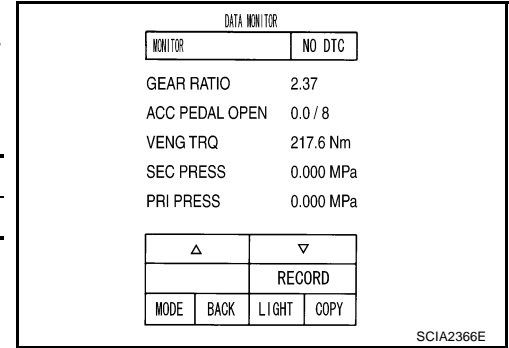 DATA MONITOR
MONITOR NO DTC
GEAR RATIO 2.37
ACC PEDAL OPEN 0.0 / 8
VENG TRQ 217.6 Nm
SEC PRESS 0.000 MPa
PRI PRESS 0.000 MPa
RECORD
MODE BACK LIGHT COPY
SCIA2366E